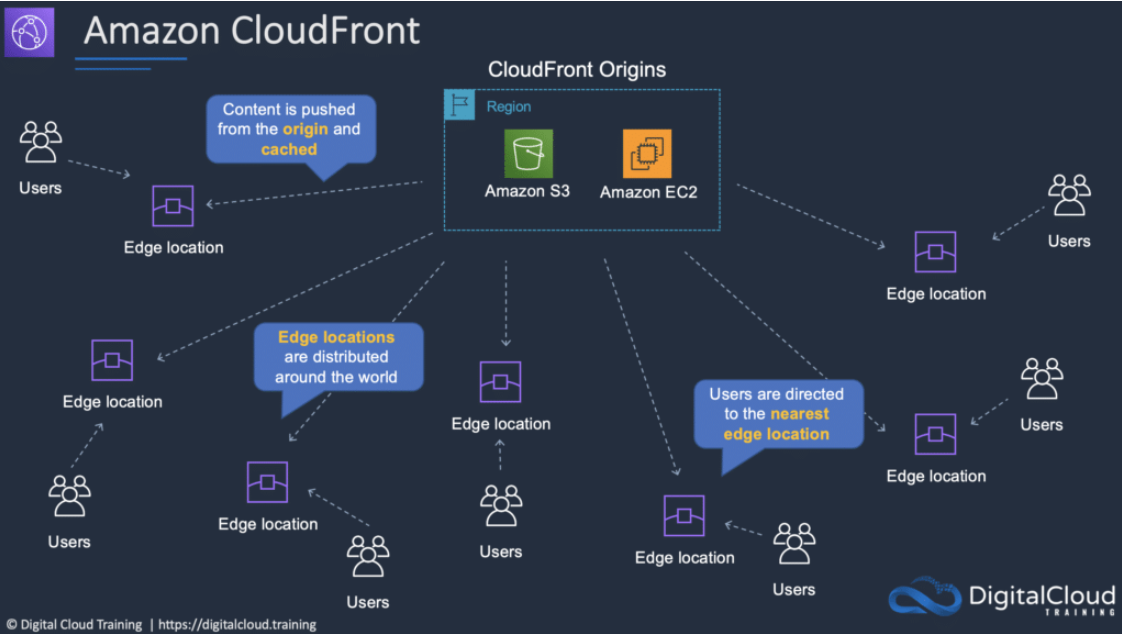 Amazon CloudFront
CloudFront Origins
Region
Amazon S3
Amazon EC2
Content is pushed
from the origin and
cached
Users
Edge location
Users
Edge location
Edge location
Edge locations
are distributed
around the world
Edge location
Users are directed
to the nearest
edge location
Users
Edge location
Users
Edge location
Users
Users
Edge location
Users
Users
DigitalCloud
TRAINING
© Digital Cloud Training | https://digitalcloud.training